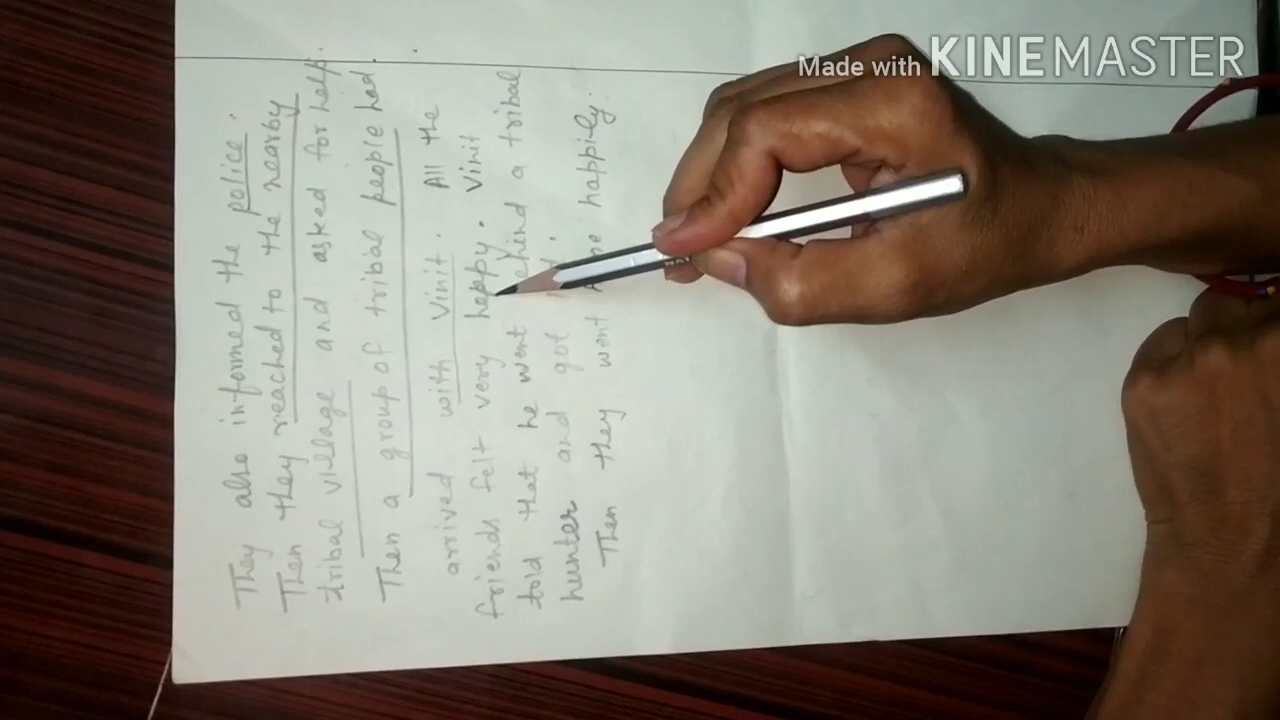 They also informed the police.
Then they reached to the nearby
tribal village and asked for help.
Then a group of tribal people had.
arrived with Vinit. All the
friends felt very happy. Vinit
told that he went behind a tribal
hunter and got
Then they went happily.
Made with KINEMASTER